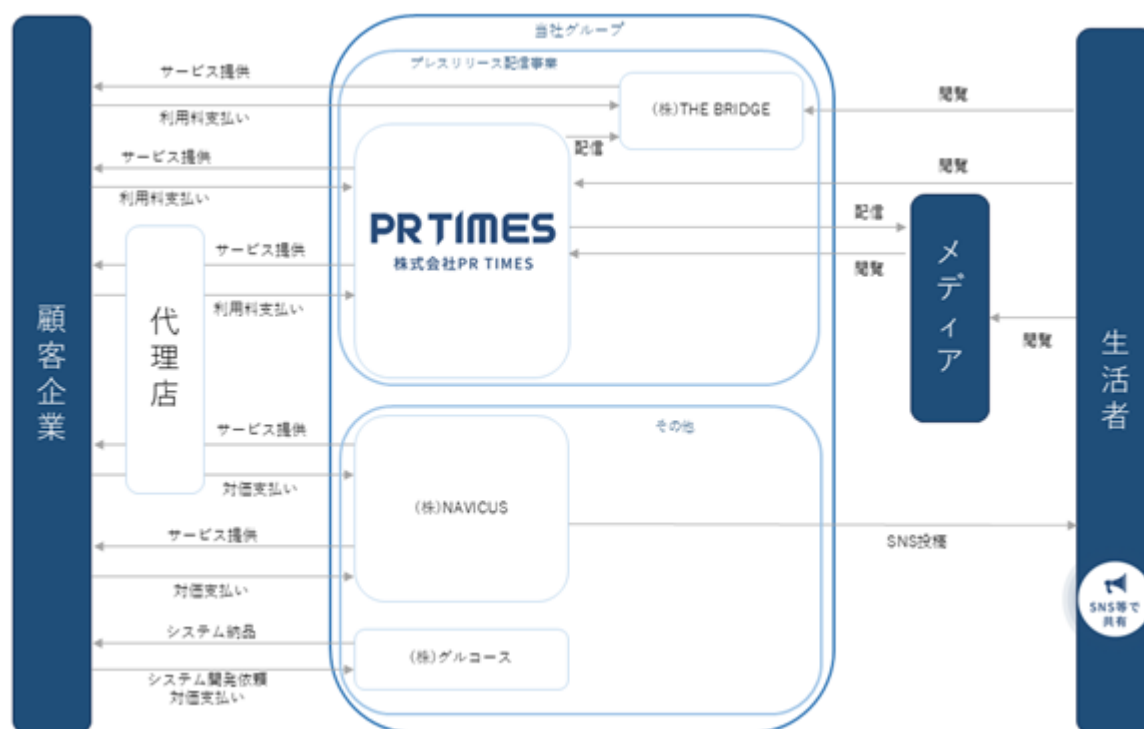 当社グループ
プレスリリース配信事業
サービス提供
利用料支払い
(株)THE BRIDGE
閲覧
配信
サービス提供
利用料支払い
閲覧
PR TIMES
株式会社PR TIMES
配信
閲覧
サービス提供
利用料支払い
代理店
顧客企業
メディア
閲覧
生活者
その他
サービス提供
対価支払い
(株)NAVICUS
サービス提供
対価支払い
SNS投稿
SNS等で
共有
システム納品
システム開発依頼
対価支払い
(株)グルコース